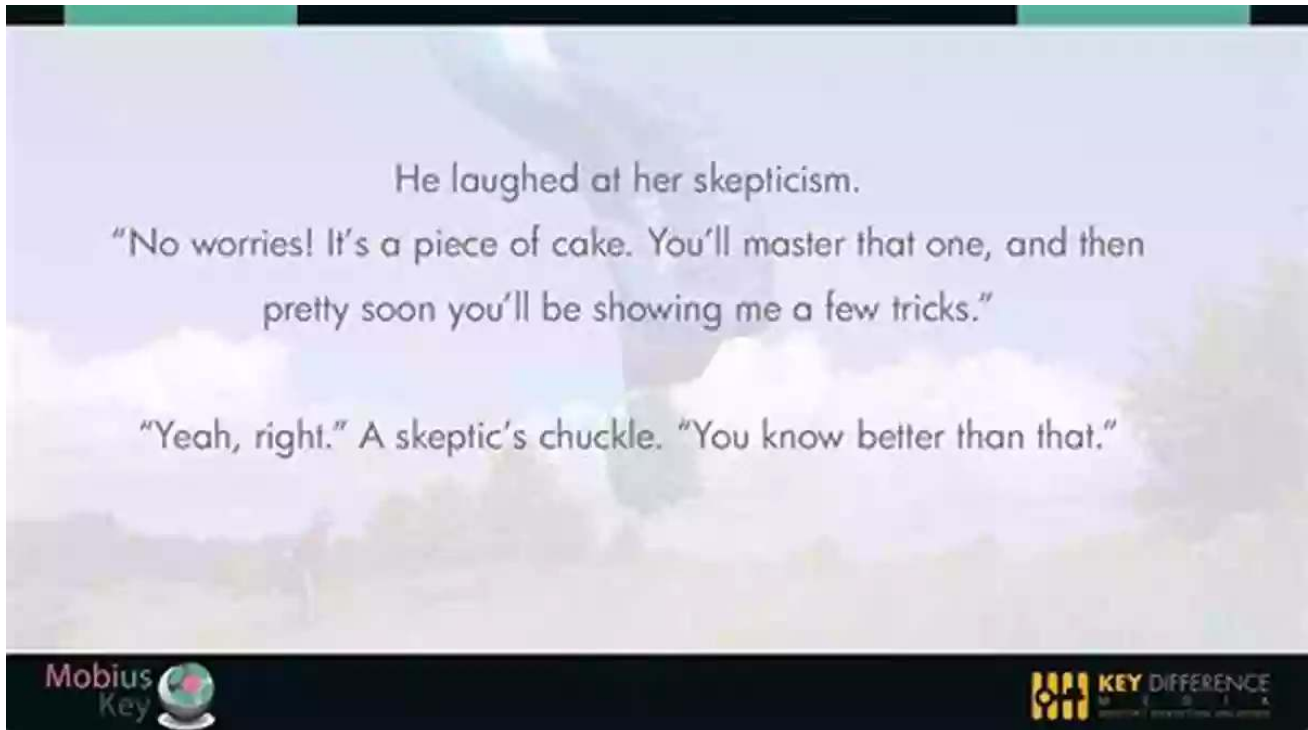 He laughed at her skepticism.
“No worries! It’s a piece of cake. You’ll master that one, and then
pretty soon you’ll be showing me a few tricks.”
“Yeah, right.” A skeptic’s chuckle. “You know better than that.”
Mobius
Key
KEY DIFFERENCE
MEDIA